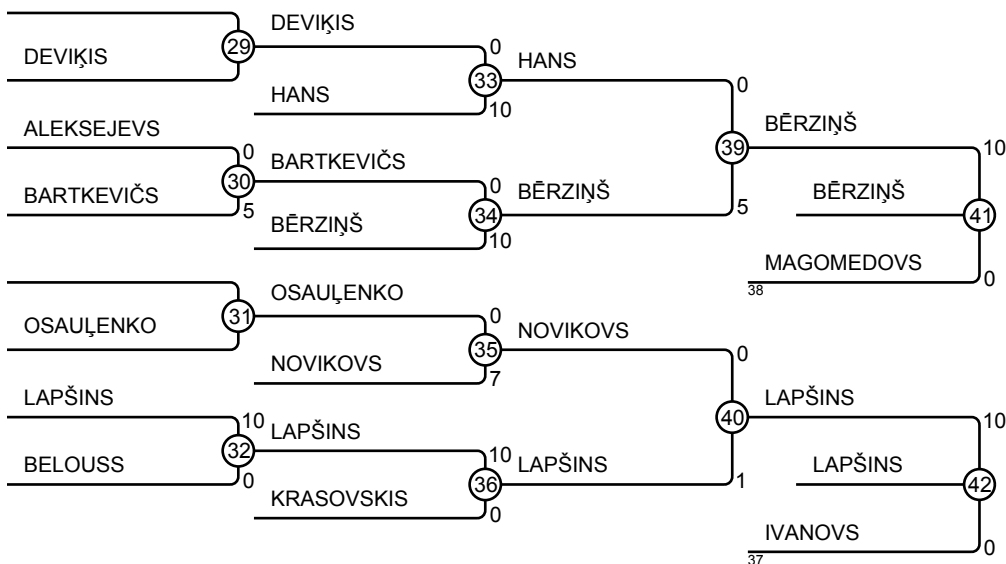 DEVIĶIS
29
DEVIĶIS
0
33
HANS
10
HANS
0
ALEKSEJEVS
0
30
BARTKEVIČS
5
BARTKEVIČS
0
34
BĒRZIŅŠ
10
BĒRZIŅŠ
5
39
BĒRZIŅŠ
10
BĒRZIŅŠ
41
MAGOMEDOVS
38
0
31
OSAUĻENKO
OSAUĻENKO
0
35
NOVIKOVS
7
NOVIKOVS
0
LAPŠINS
10
32
BELOUSS
0
LAPŠINS
10
36
KRASOVSKIS
0
LAPŠINS
1
40
LAPŠINS
10
LAPŠINS
42
IVANOVS
37
0